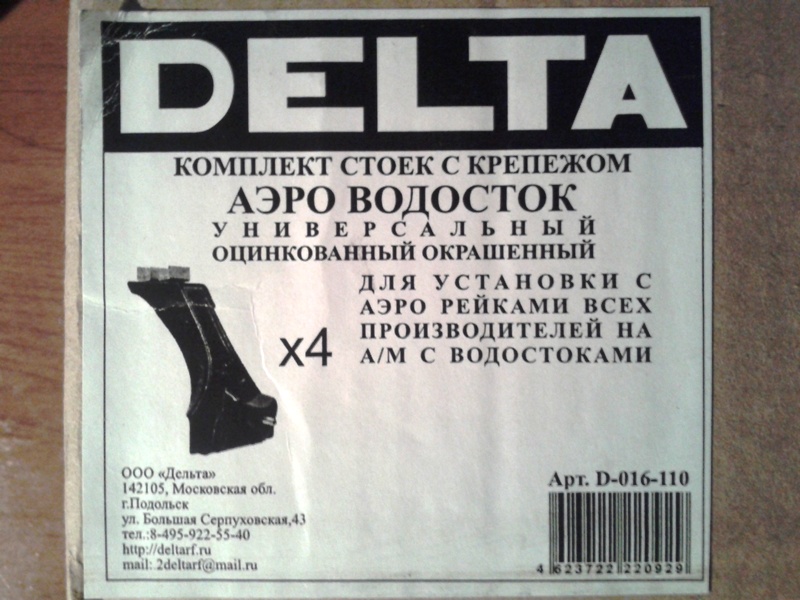 DELTA
КОМПЛЕКТ СТОЕК С КРЕПЕЖОМ
АЭРО ВОДОСТОК
УНИВЕРСАЛЬНЫЙ
ОЦИНКОВАННЫЙ ОКРАШЕННЫЙ
ДЛЯ УСТАНОВКИ С
АЭРО РЕЙКАМИ ВСЕХ
ПРОИЗВОДИТЕЛЕЙ НА
А/М С ВОДОСТОКАМИ
x4
ООО «Дельта»
142105, Московская обл.
г.Подольск
ул. Большая Серпуховская,43
тел.:8-495-922-55-40
http://deltarf.ru
mail: 2deltarf@mail.ru
Арт. D-016-110
4 623722 220929